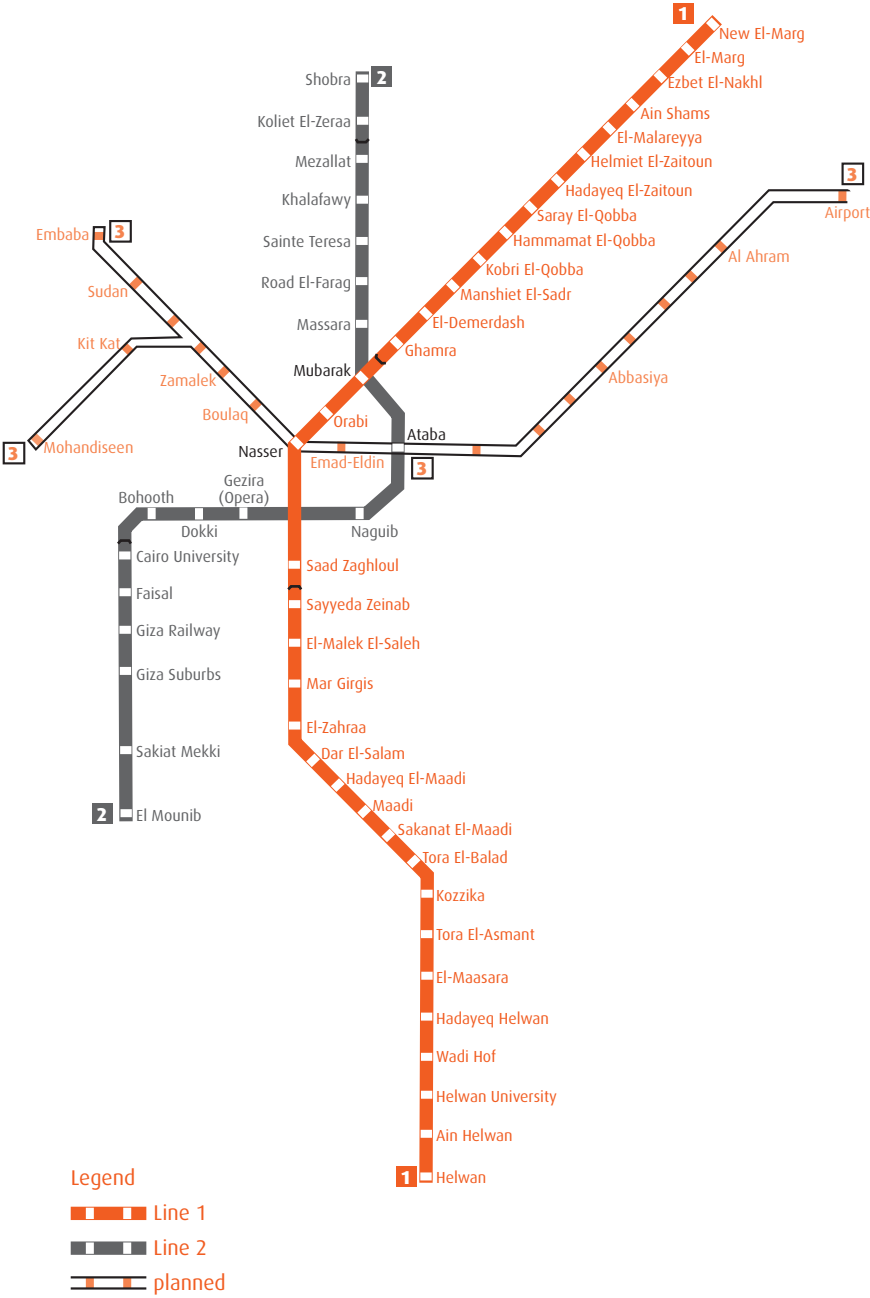 1
New El-Marg
El-Marg
Ezbet El-Nakhl
Ain Shams
El-Malareyya
Helmiet El-Zaitoun
Hadayeq El-Zaitoun
Saray El-Qobba
Hammamat El-Qobba
Kobri El-Qobba
Manshiet El-Sadr
El-Demerdash
Ghamra
2
Shobra
Koliet El-Zeraa
Mezallat
Khalafawy
Sainte Teresa
Road El-Farag
Massara
Mubarak
Orabi
3
Airport
Al Ahram
Abbasiya
3
Embaba
Sudan
Kit Kat
Zamalek
Boulaq
3
Mohandiseen
Nasser
Emad-Eldin
Ataba
3
Naguib
Gezira
(Opera)
Dokki
Bohooth
Cairo University
Faisal
Giza Railway
Giza Suburbs
Sakiat Mekki
2
El Mounib
Saad Zaghloul
Sayyeda Zeinab
El-Malek El-Saleh
Mar Girgis
El-Zahraa
Dar El-Salam
Hadayeq El-Maadi
Maadi
Sakanat El-Maadi
Tora El-Balad
Kozzika
Tora El-Asmant
El-Maasara
Hadayeq Helwan
Wadi Hof
Helwan University
Ain Helwan
1
Helwan
Legend
Line 1
Line 2
planned